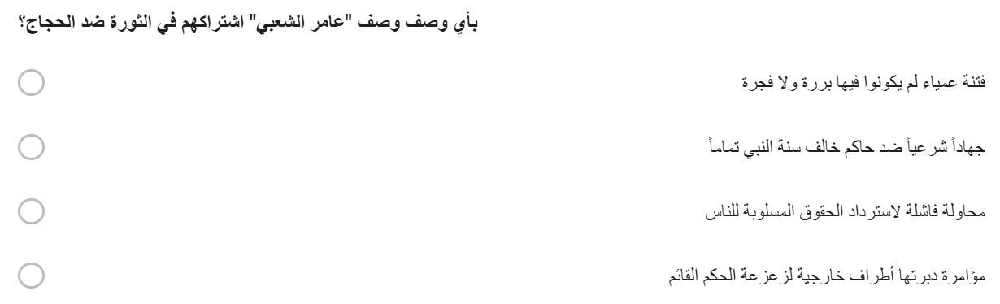 بأي وصف وصف "عامر الشعبي" اشتراكهم في الثورة ضد الحجاج؟
فتنة عمياء لم يكونوا فيها بررة ولا فجرة
جهاداً شرعياً ضد حاكم خالف سنة النبي تماماً
محاولة فاشلة لاسترداد الحقوق المسلوبة للناس
مؤامرة دبرتها أطراف خارجية لزعزعة الحكم القائم